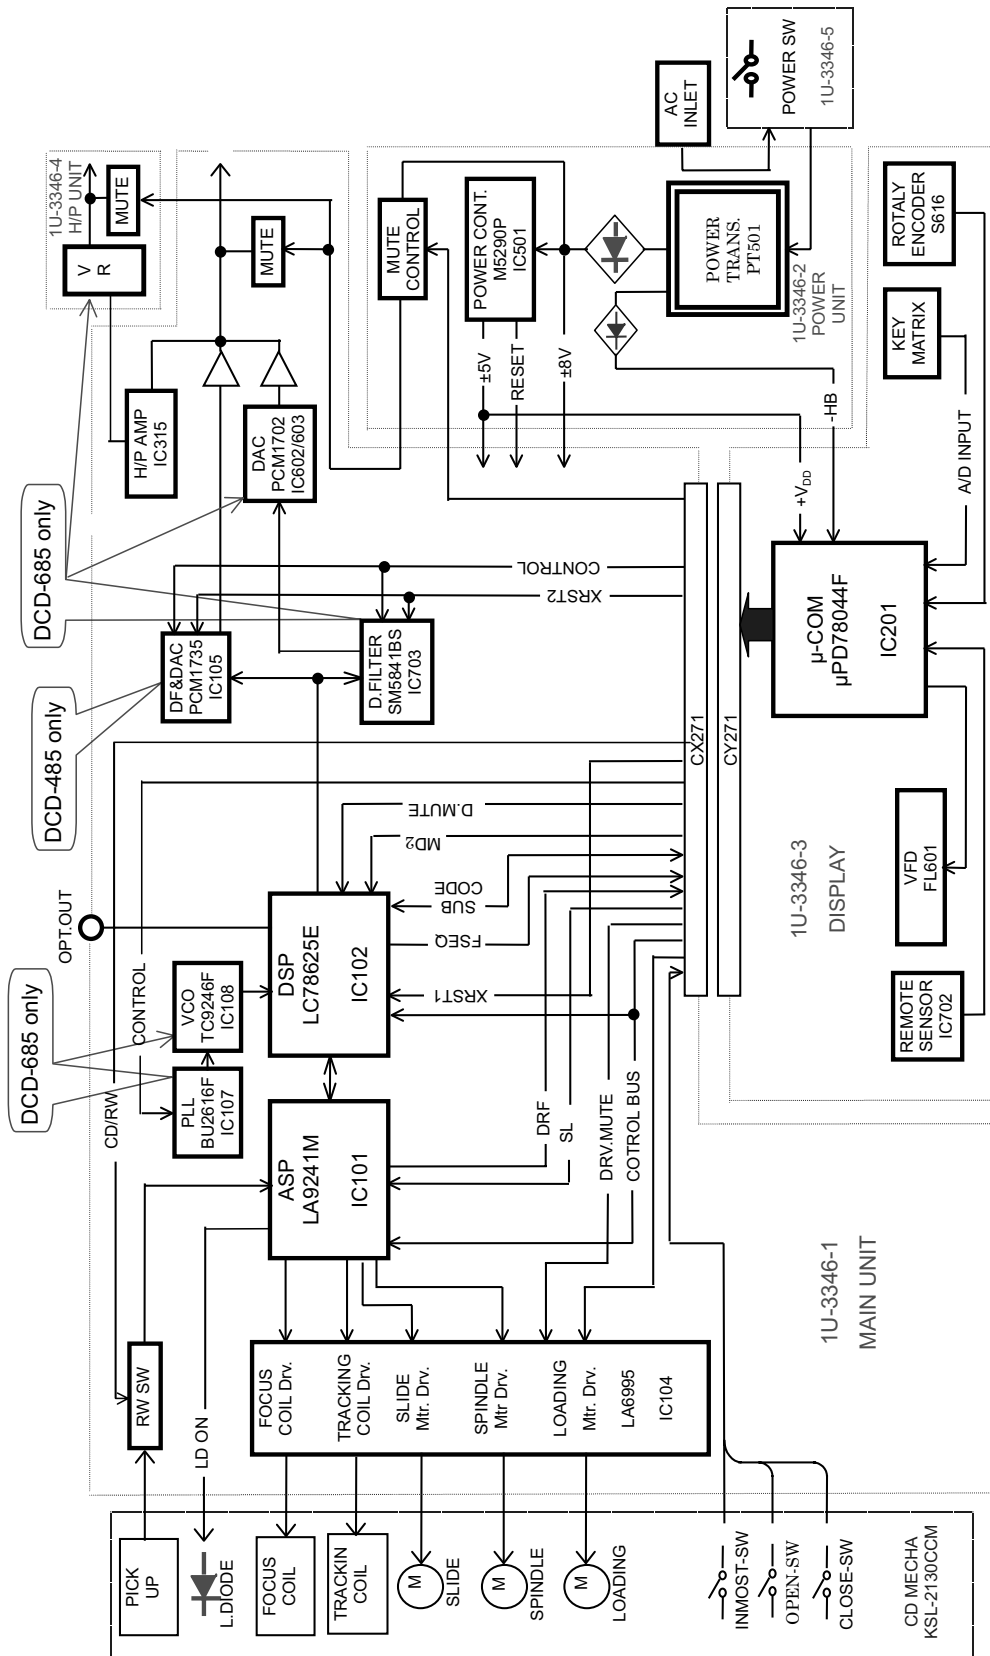 PICK
UP
L.DIODE
FOCUS
COIL
TRACKIN
COIL
M
SLIDE
M
SPINDLE
M
LOADING
INMOST-SW
OPEN-SW
CLOSE-SW
CD MECHA
KSL-2130CCM
RW SW
LD ON
FOCUS
COIL Drv.
TRACKING
COIL Drv.
SLIDE
Mtr. Drv.
SPINDLE
Mtr Drv.
LOADING
Mtr. Drv.
LA6995
IC104
1U-3346-1
MAIN UNIT
DCD-685 only
CD/RW
CONTROL
PLL
BU2616F
IC107
VCO
TC9246F
IC108
ASP
LA9241M
IC101
DSP
LC78625E
IC102
OPT.OUT
XRST1
FSEQ
SUB
CODE
MD2
D.MUTE
DRF
SL
DRV.MUTE
COTROL BUS
DCD-485 only
DCD-685 only
DF&DAC
PCM1735
IC105
D.FILTER
SM5841BS
IC703
XRST2
CONTROL
H/P AMP
IC315
DAC
PCM1702
IC602/603
1U-3346-4
H/P UNIT
V
R
MUTE
MUTE
MUTE
CONTROL
POWER CONT.
M5290P
IC501
±5V
RESET
±8V
POWER
TRANS.
PT501
1U-3346-2
POWER
UNIT
AC
INLET
POWER SW
1U-3346-5
-HB
+VDD
CX271
CY271
1U-3346-3
DISPLAY
µ-COM
µPD78044F
IC201
VFD
FL601
REMOTE
SENSOR
IC702
KEY
MATRIX
ROTALY
ENCODER
S616
A/D INPUT